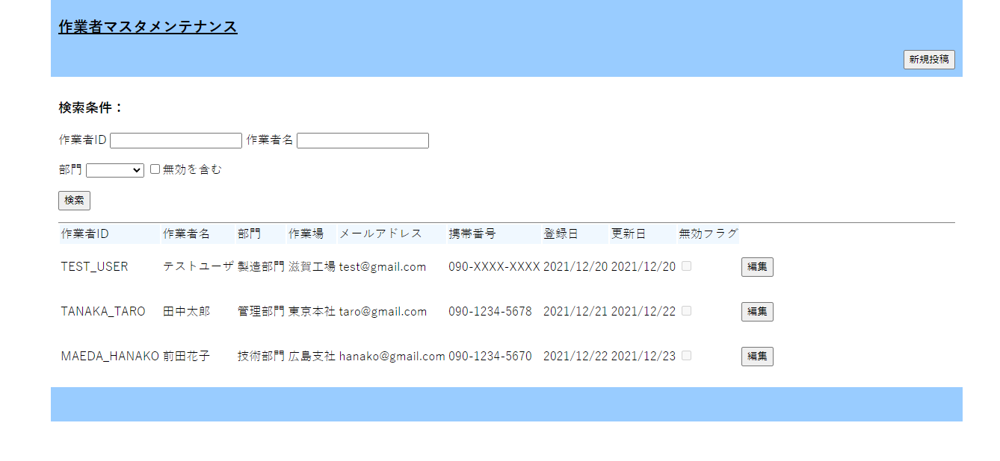 作業者マスタメンテナンス
新規投稿
検索条件：
作業者ID 作業者名
部門 無効を含む
検索
作業者ID 作業者名 部門 作業場 メールアドレス 携帯番号 登録日 更新日 無効フラグ
TEST_USER テストユーザ 製造部門 滋賀工場 test@gmail.com 090-XXXX-XXXX 2021/12/20 2021/12/20 編集
TANAKA_TARO 田中太郎 管理部門 東京本社 taro@gmail.com 090-1234-5678 2021/12/21 2021/12/22 編集
MAEDA_HANAKO 前田花子 技術部門 広島支社 hanako@gmail.com 090-1234-5670 2021/12/22 2021/12/23 編集